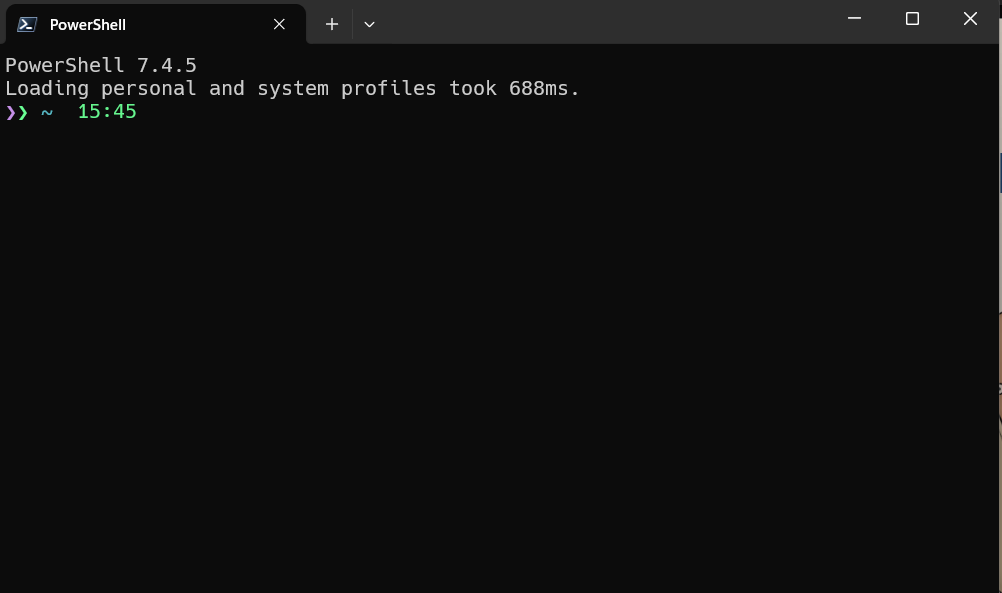 PowerShell
PowerShell 7.4.5
Loading personal and system profiles took 688ms.
❯❯ ~ 15:45